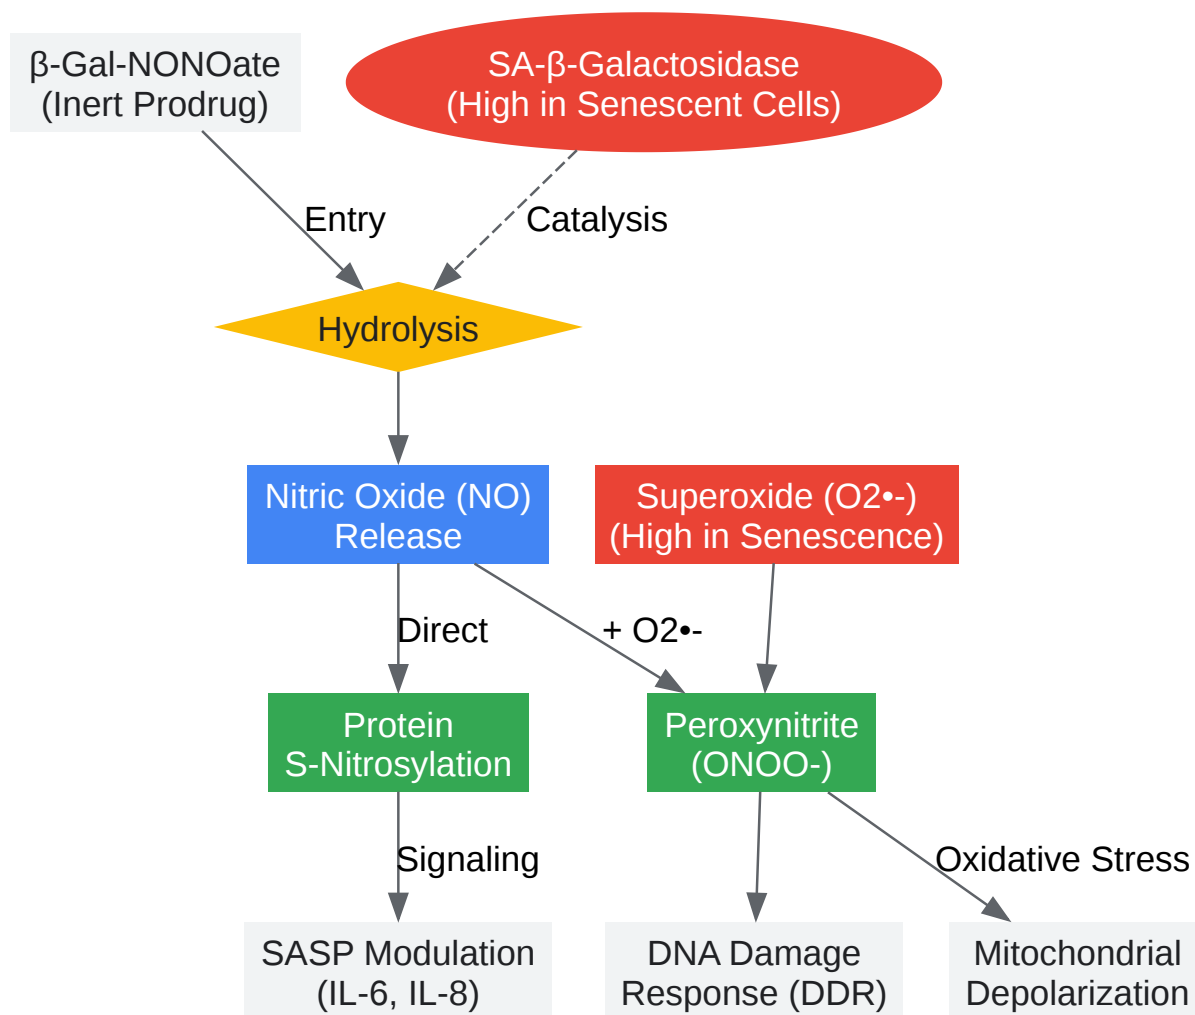 β-Gal-NONOate
(Inert Prodrug)
SA-β-Galactosidase
(High in Senescent Cells)
Entry
Catalysis
Hydrolysis
Nitric Oxide (NO)
Release
Superoxide (O2•-)
(High in Senescence)
Direct
+ O2•-
Protein
S-Nitrosylation
Peroxynitrite
(ONOO-)
Signaling
Oxidative Stress
SASP Modulation
(IL-6, IL-8)
DNA Damage
Response (DDR)
Mitochondrial
Depolarization